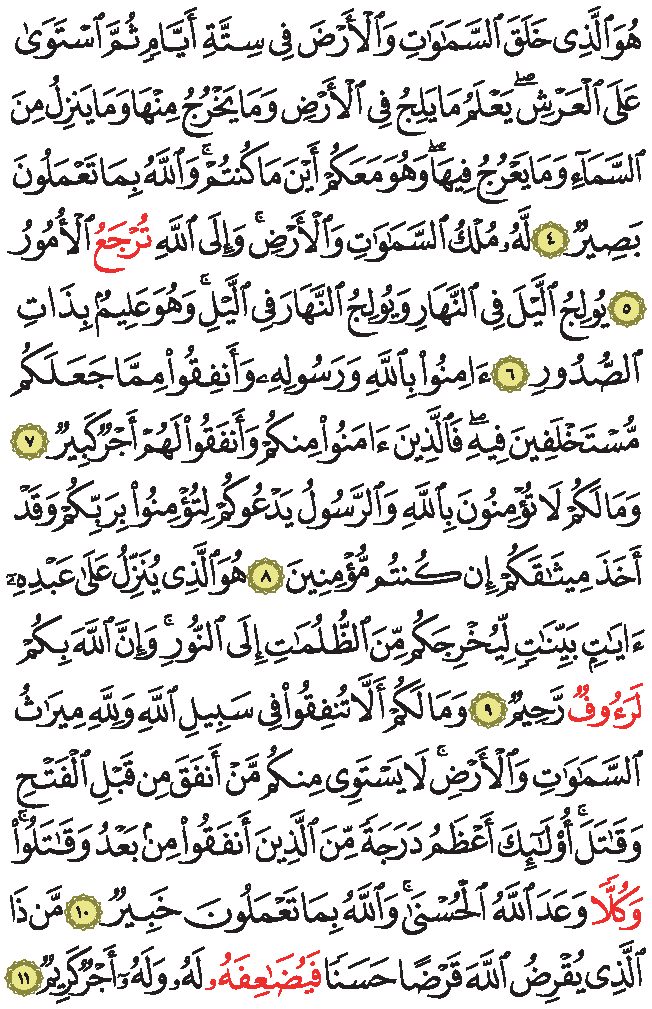 هُوَ ٱلَّذِى خَلَقَ ٱلسَّمَـٰوَٰتِ وَٱلْأَرْضَ فِى سِتَّةِ أَيَّامٍ ثُمَّ ٱسْتَوَىٰ
عَلَى ٱلْعَرْشِ ۖ يَعْلَمُ مَا يَلِجُ فِى ٱلْأَرْضِ وَمَا يَخْرُجُ مِنْهَا وَمَا يَنزِلُ مِنَ
ٱلسَّمَآءِ وَمَا يَعْرُجُ فِيهَا ۖ وَهُوَ مَعَكُمْ أَيْنَ مَا كُنتُمْ ۚ وَٱللَّهُ بِمَا تَعْمَلُونَ
بَصِيرٌ ٤ لَّهُۥ مُلْكُ ٱلسَّمَـٰوَٰتِ وَٱلْأَرْضِ ۚ وَإِلَى ٱللَّهِ تُرْجَعُ ٱلْأُمُورُ
٥ يُولِجُ ٱلَّيْلَ فِى ٱلنَّهَارِ وَيُولِجُ ٱلنَّهَارَ فِى ٱلَّيْلِ ۚ وَهُوَ عَلِيمٌۢ بِذَاتِ
ٱلصُّدُورِ ٦ ءَامِنُوا۟ بِٱللَّهِ وَرَسُولِهِۦ وَأَنفِقُوا۟ مِمَّا جَعَلَكُم
مُّسْتَخْلَفِينَ فِيهِ ۖ فَٱلَّذِينَ ءَامَنُوا۟ مِنكُمْ وَأَنفَقُوا۟ لَهُمْ أَجْرٌ كَبِيرٌ ٧
وَمَا لَكُمْ لَا تُؤْمِنُونَ بِٱللَّهِ وَٱلرَّسُولُ يَدْعُوكُمْ لِتُؤْمِنُوا۟ بِرَبِّكُمْ وَقَدْ
أَخَذَ مِيثَـٰقَكُمْ إِن كُنتُم مُّؤْمِنِينَ ٨ هُوَ ٱلَّذِى يُنَزِّلُ عَلَىٰ عَبْدِهِۦٓ
ءَايَـٰتٍۭ بَيِّنَـٰتٍ لِّيُخْرِجَكُم مِّنَ ٱلظُّلُمَـٰتِ إِلَى ٱلنُّورِ ۚ وَإِنَّ ٱللَّهَ بِكُمْ
لَرَءُوفٌ رَّحِيمٌ ٩ وَمَا لَكُمْ أَلَّا تُنفِقُوا۟ فِى سَبِيلِ ٱللَّهِ وَلِلَّهِ مِيرَٰثُ
ٱلسَّمَـٰوَٰتِ وَٱلْأَرْضِ ۚ لَا يَسْتَوِى مِنكُم مَّنْ أَنفَقَ مِن قَبْلِ ٱلْفَتْحِ
وَقَـٰتَلَ ۚ أُو۟لَـٰٓئِكَ أَعْظَمُ دَرَجَةً مِّنَ ٱلَّذِينَ أَنفَقُوا۟ مِنۢ بَعْدُ وَقَـٰتَلُوا۟ ۚ
وَكُلًّا وَعَدَ ٱللَّهُ ٱلْحُسْنَىٰ ۚ وَٱللَّهُ بِمَا تَعْمَلُونَ خَبِيرٌ ١٠ مَّن ذَا
ٱلَّذِى يُقْرِضُ ٱللَّهَ قَرْضًا حَسَنًا فَيُضَـٰعِفَهُۥ لَهُۥ وَلَهُۥٓ أَجْرٌ كَرِيمٌ ١١